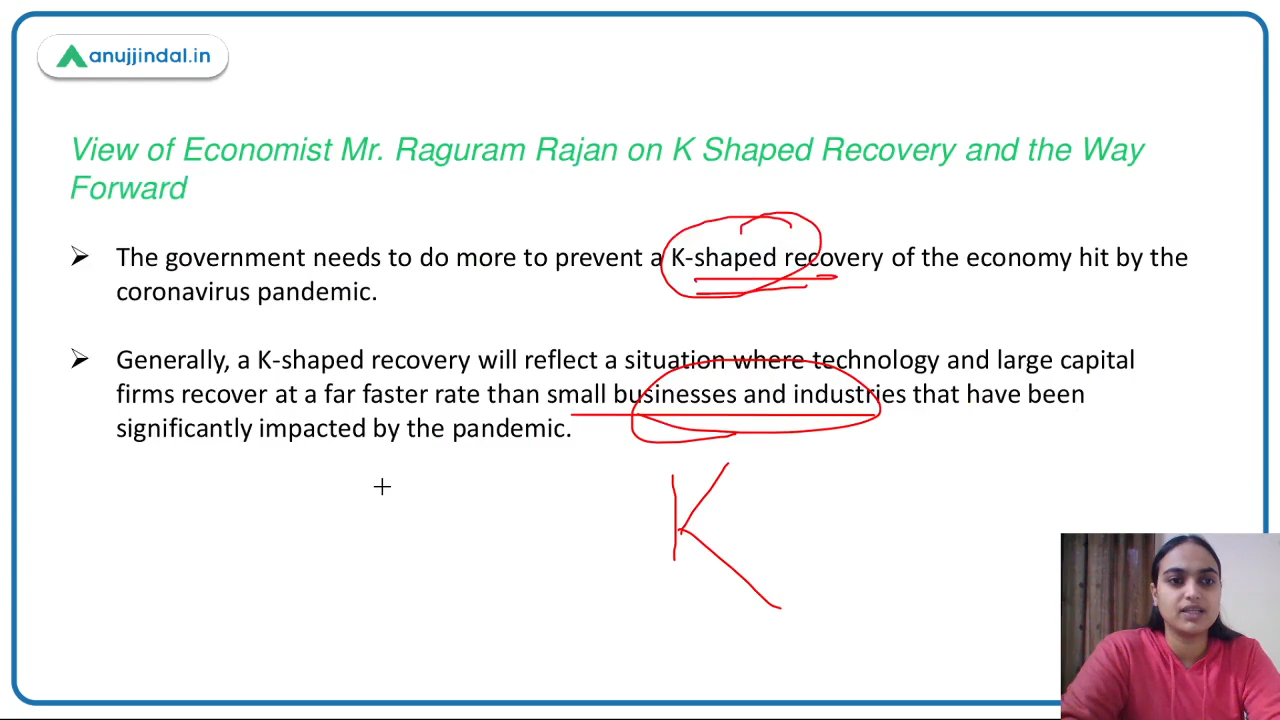 anujjindal.in
View of Economist Mr. Raguram Rajan on K Shaped Recovery and the Way
Forward
➢ The government needs to do more to prevent a K-shaped recovery of the economy hit by the
coronavirus pandemic.
➢ Generally, a K-shaped recovery will reflect a situation where technology and large capital
firms recover at a far faster rate than small businesses and industries that have been
significantly impacted by the pandemic.
K